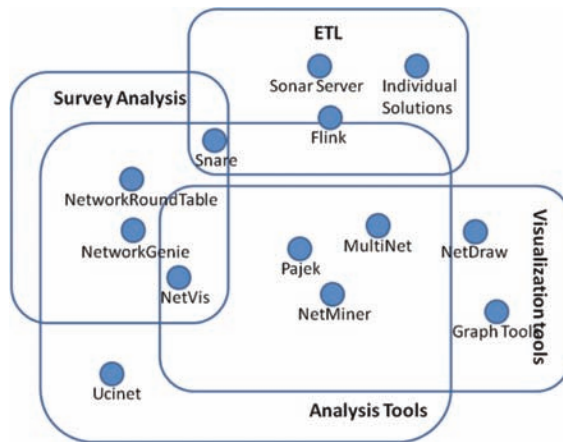 ETL
Sonar Server
Individual
Solutions
Survey Analysis
Flink
Snare
NetworkRoundTable
NetworkGenie
MultiNet
NetDraw
Pajek
NetVis
NetMiner
Graph Tools
Visualization tools
Ucinet
Analysis Tools